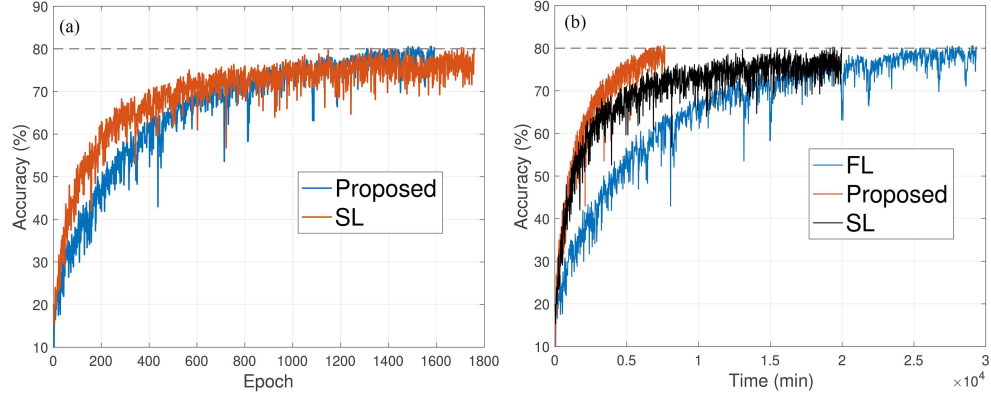 (a)
90
80
70
60
50
40
30
20
10
0 200 400 600 800 1000 1200 1400 1600 1800
Accuracy (%)
Epoch
Proposed
SL
(b)
90
80
70
60
50
40
30
20
10
0 0.5 1 1.5 2 2.5 3
×10⁴
Accuracy (%)
Time (min)
FL
Proposed
SL